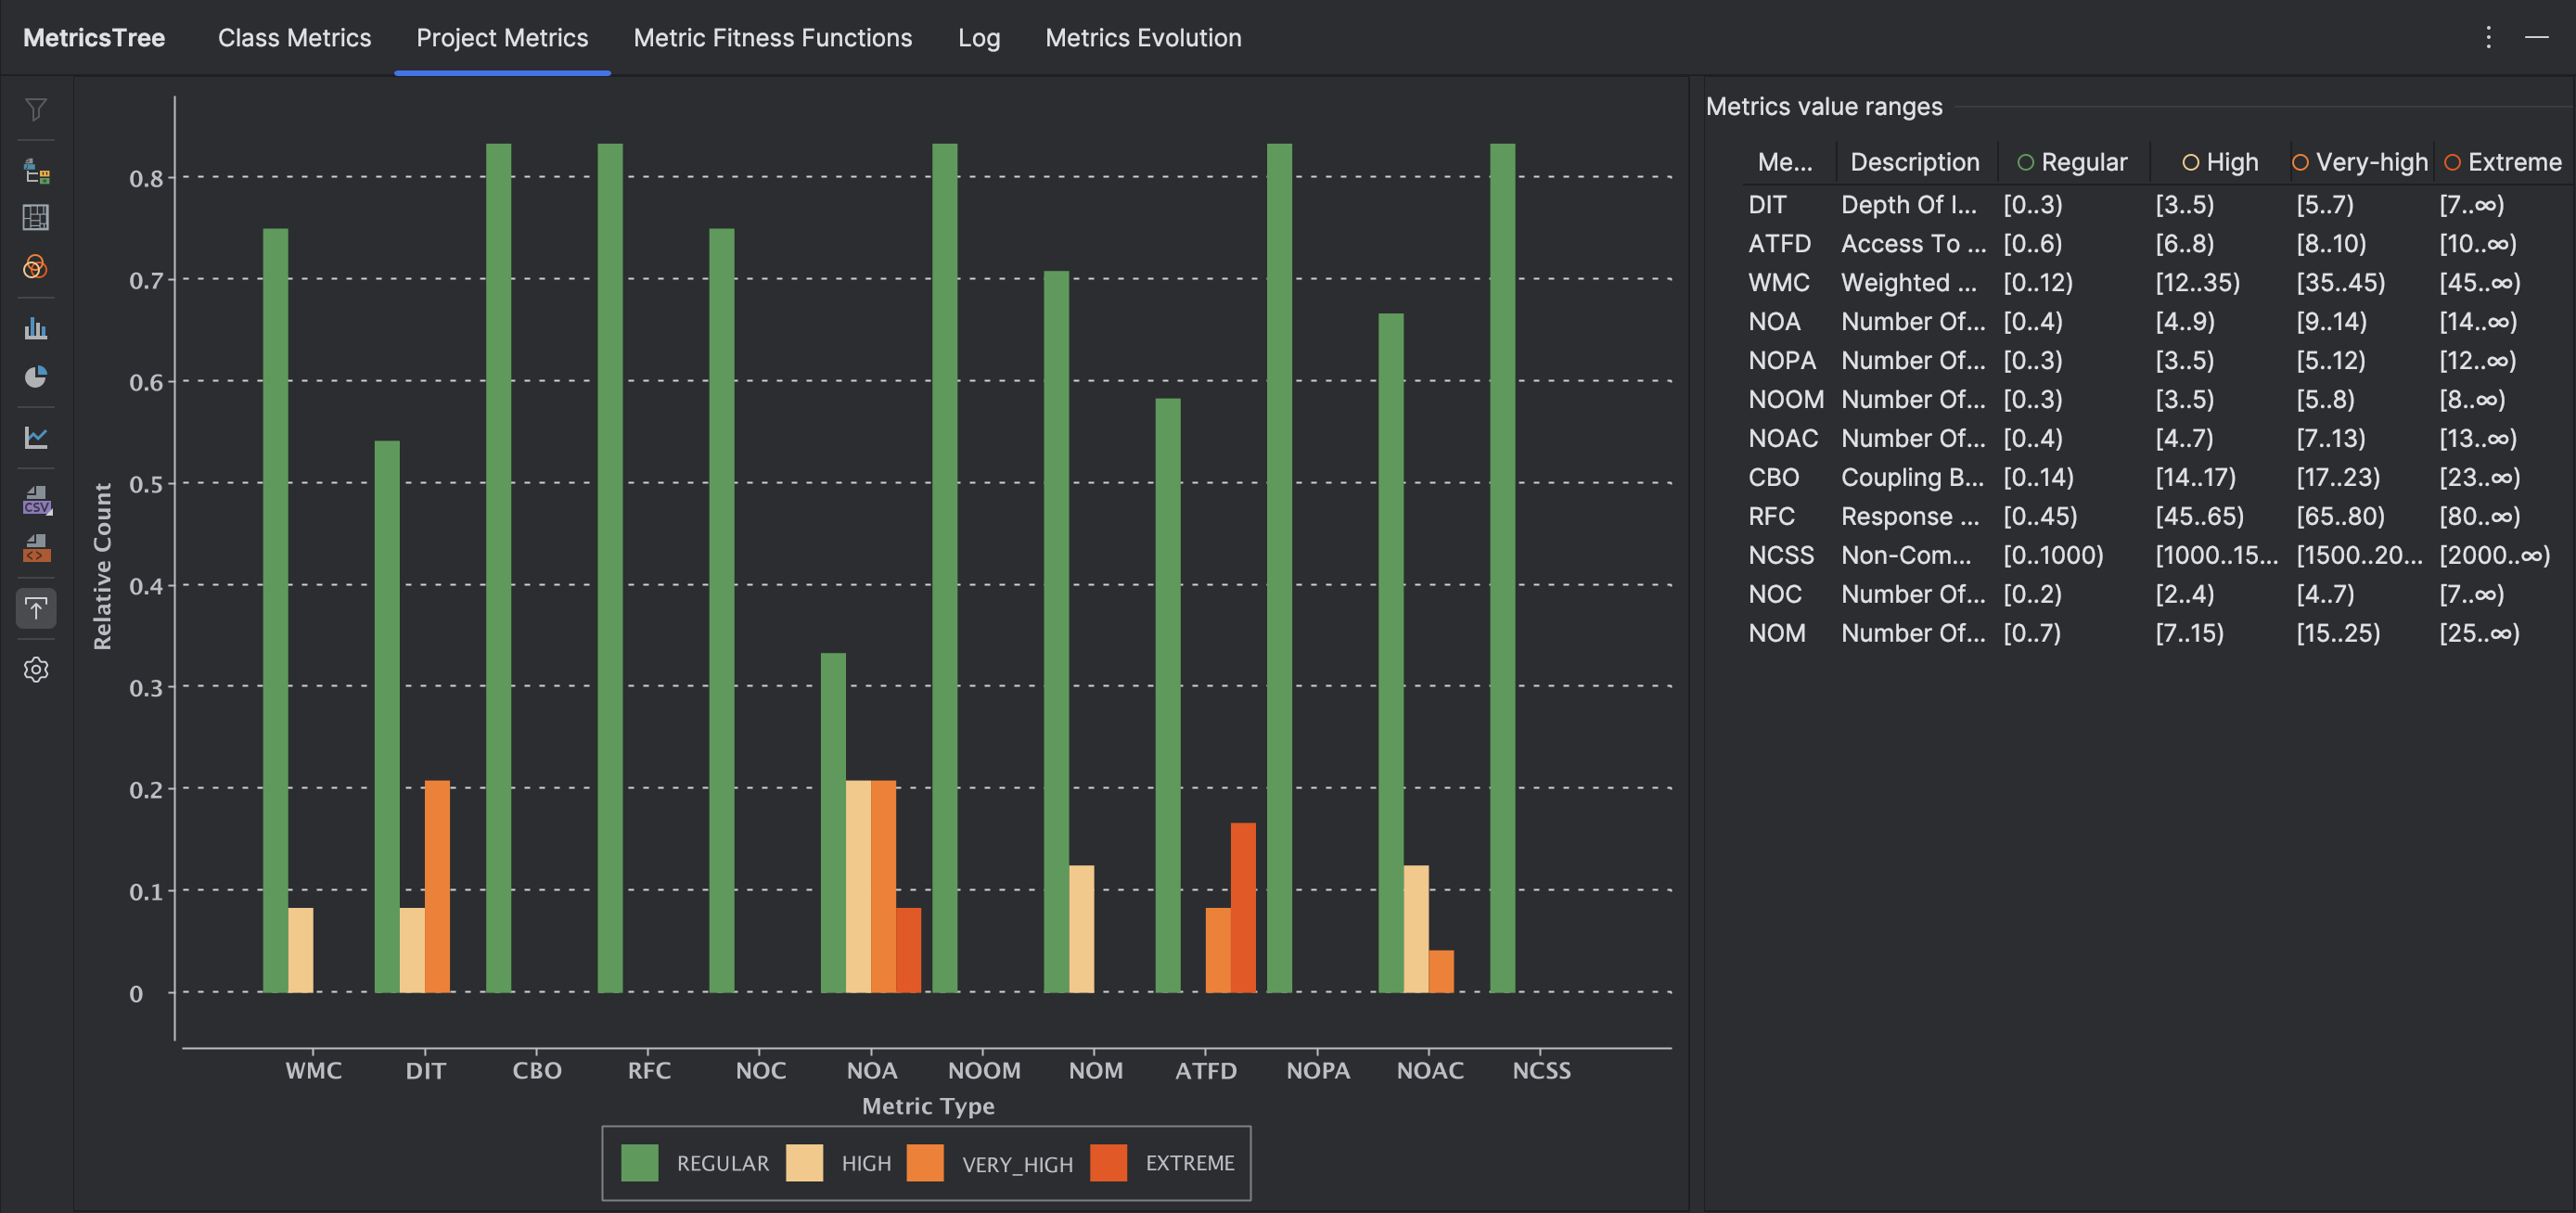 MetricsTree Class Metrics Project Metrics Metric Fitness Functions Log Metrics Evolution
Relative Count
0.8
0.7
0.6
0.5
0.4
0.3
0.2
0.1
0
WMC DIT CBO RFC NOC NOA NOOM NOM ATFD NOPA NOAC NCSS
Metric Type
REGULAR HIGH VERY_HIGH EXTREME
CSV
<>
Metrics value ranges
Me... Description Regular High Very-high Extreme
DIT Depth Of I... [0..3) [3..5) [5..7) [7..∞)
ATFD Access To ... [0..6) [6..8) [8..10) [10..∞)
WMC Weighted ... [0..12) [12..35) [35..45) [45..∞)
NOA Number Of... [0..4) [4..9) [9..14) [14..∞)
NOPA Number Of... [0..3) [3..5) [5..12) [12..∞)
NOOM Number Of... [0..3) [3..5) [5..8) [8..∞)
NOAC Number Of... [0..4) [4..7) [7..13) [13..∞)
CBO Coupling B... [0..14) [14..17) [17..23) [23..∞)
RFC Response ... [0..45) [45..65) [65..80) [80..∞)
NCSS Non-Com... [0..1000) [1000..15... [1500..20... [2000..∞)
NOC Number Of... [0..2) [2..4) [4..7) [7..∞)
NOM Number Of... [0..7) [7..15) [15..25) [25..∞)